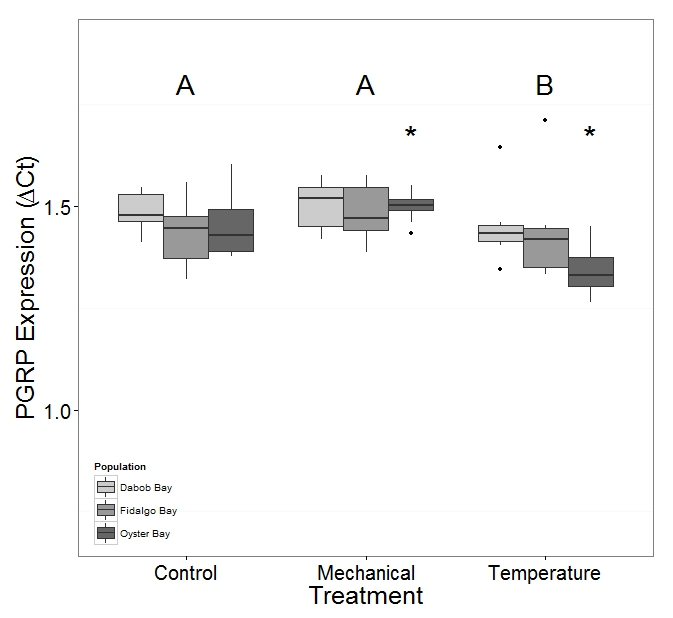 A A B
* *
PGRP Expression (ΔCt)
1.5
1.0
Population
Dabob Bay
Fidalgo Bay
Oyster Bay
Control Mechanical Temperature
Treatment